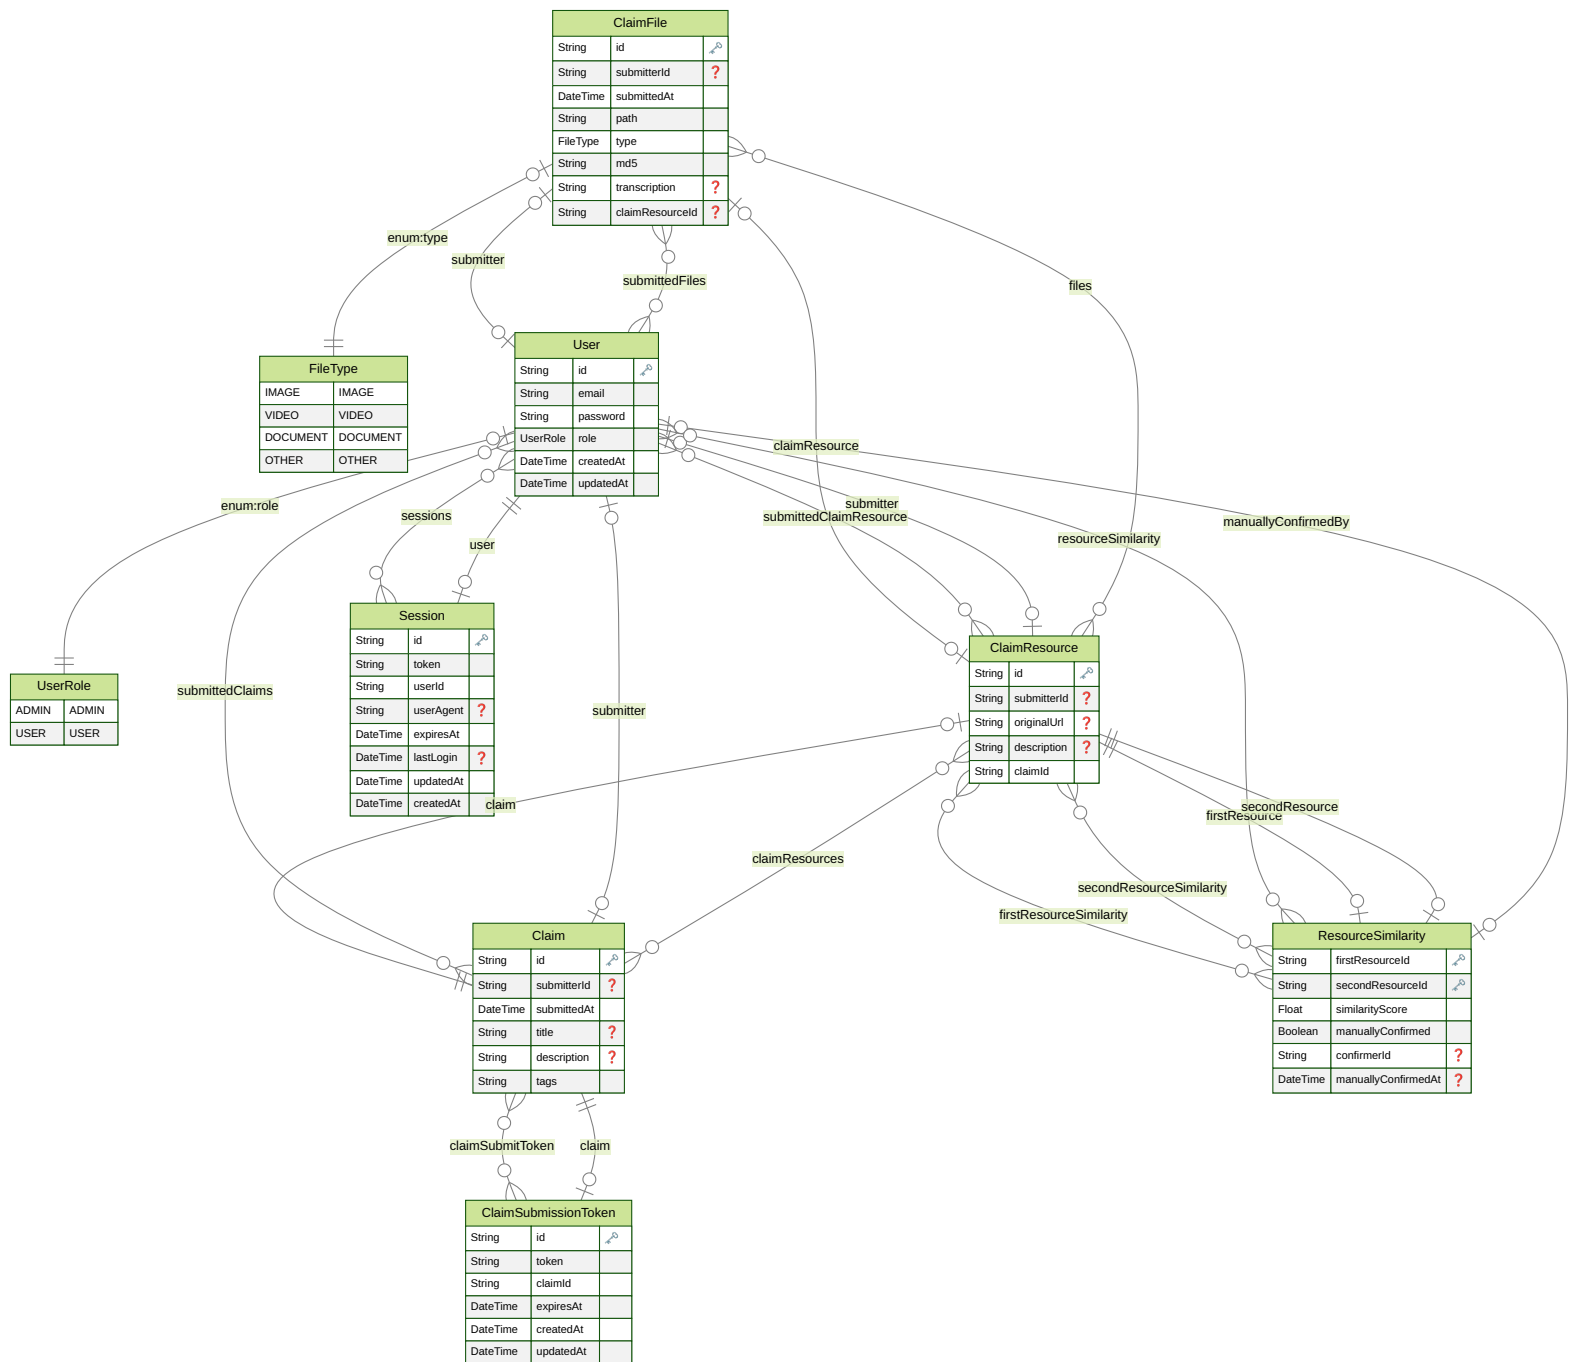 ClaimFile
String id
String submitterId ❓
DateTime submittedAt
String path
FileType type
String md5
String transcription ❓
String claimResourceId ❓
enum:type
submitter
submittedFiles
files
User
String id
String email
String password
UserRole role
DateTime createdAt
DateTime updatedAt
FileType
IMAGE IMAGE
VIDEO VIDEO
DOCUMENT DOCUMENT
OTHER OTHER
claimResource
enum:role
sessions
user
submitter
submittedClaimResource
resourceSimilarity
manuallyConfirmedBy
Session
String id
String token
String userId
String userAgent ❓
DateTime expiresAt
DateTime lastLogin ❓
DateTime updatedAt
DateTime createdAt
UserRole
ADMIN ADMIN
USER USER
submittedClaims
submitter
ClaimResource
String id
String submitterId ❓
String originalUrl ❓
String description ❓
String claimId
claim
claimResources
secondResource
firstResource
secondResourceSimilarity
firstResourceSimilarity
Claim
String id
String submitterId ❓
DateTime submittedAt
String title ❓
String description ❓
String tags
ResourceSimilarity
String firstResourceId
String secondResourceId
Float similarityScore
Boolean manuallyConfirmed
String confirmerId ❓
DateTime manuallyConfirmedAt ❓
claimSubmitToken
claim
ClaimSubmissionToken
String id
String token
String claimId
DateTime expiresAt
DateTime createdAt
DateTime updatedAt